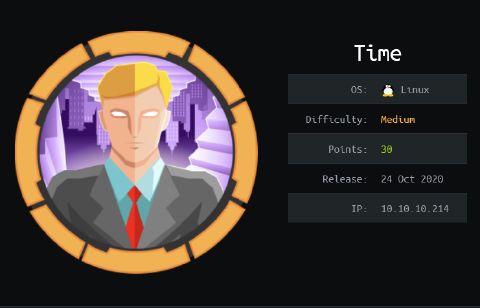 Time
OS: Linux
Difficulty: Medium
Points: 30
Release: 24 Oct 2020
IP: 10.10.10.214